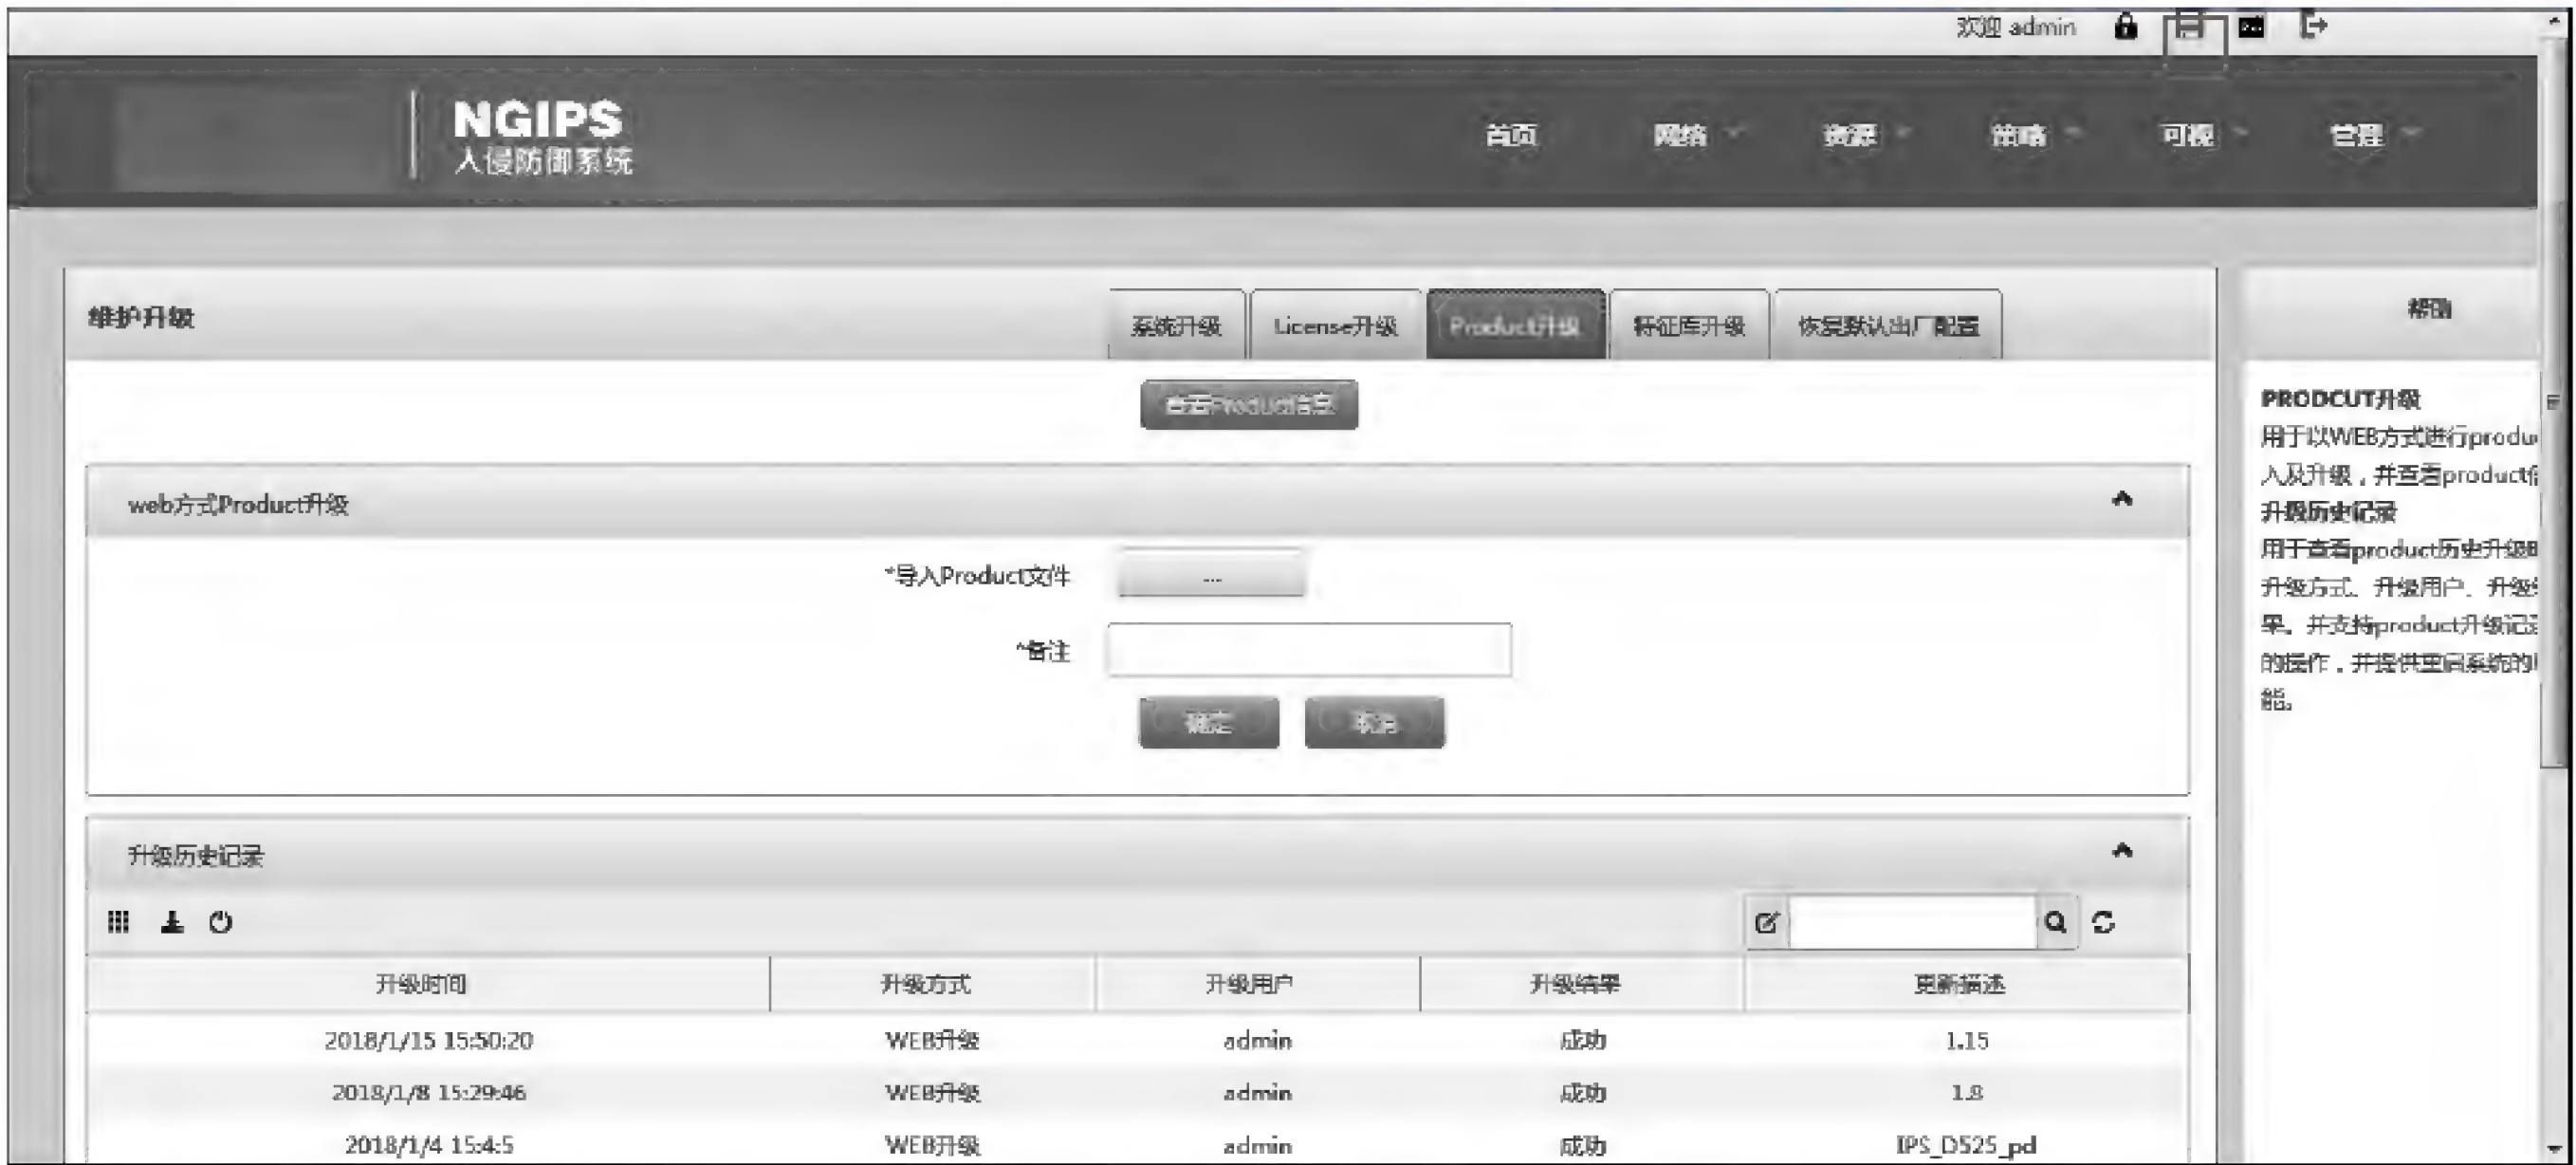 欢迎 admin
NGIPS
入侵防御系统
首页 网络 资源 策略 可视 管理
维护升级
系统升级 License升级 Product升级 特征库升级 恢复默认出厂配置
帮助
查看Product信息
PRODCUT升级
用于以WEB方式进行produ
入及升级，并查看product
升级历史记录
用于查看product历史升级
升级方式、升级用户、升级
果。并支持product升级记
的操作，并提供重启系统的
能。
web方式Product升级
*导入Product文件 ...
*备注
确定 取消
升级历史记录
升级时间 升级方式 升级用户 升级结果 更新描述
2018/1/15 15:50:20 WEB升级 admin 成功 1.15
2018/1/8 15:29:46 WEB升级 admin 成功 1.8
2018/1/4 15:4:5 WEB升级 admin 成功 IPS_D525_pd